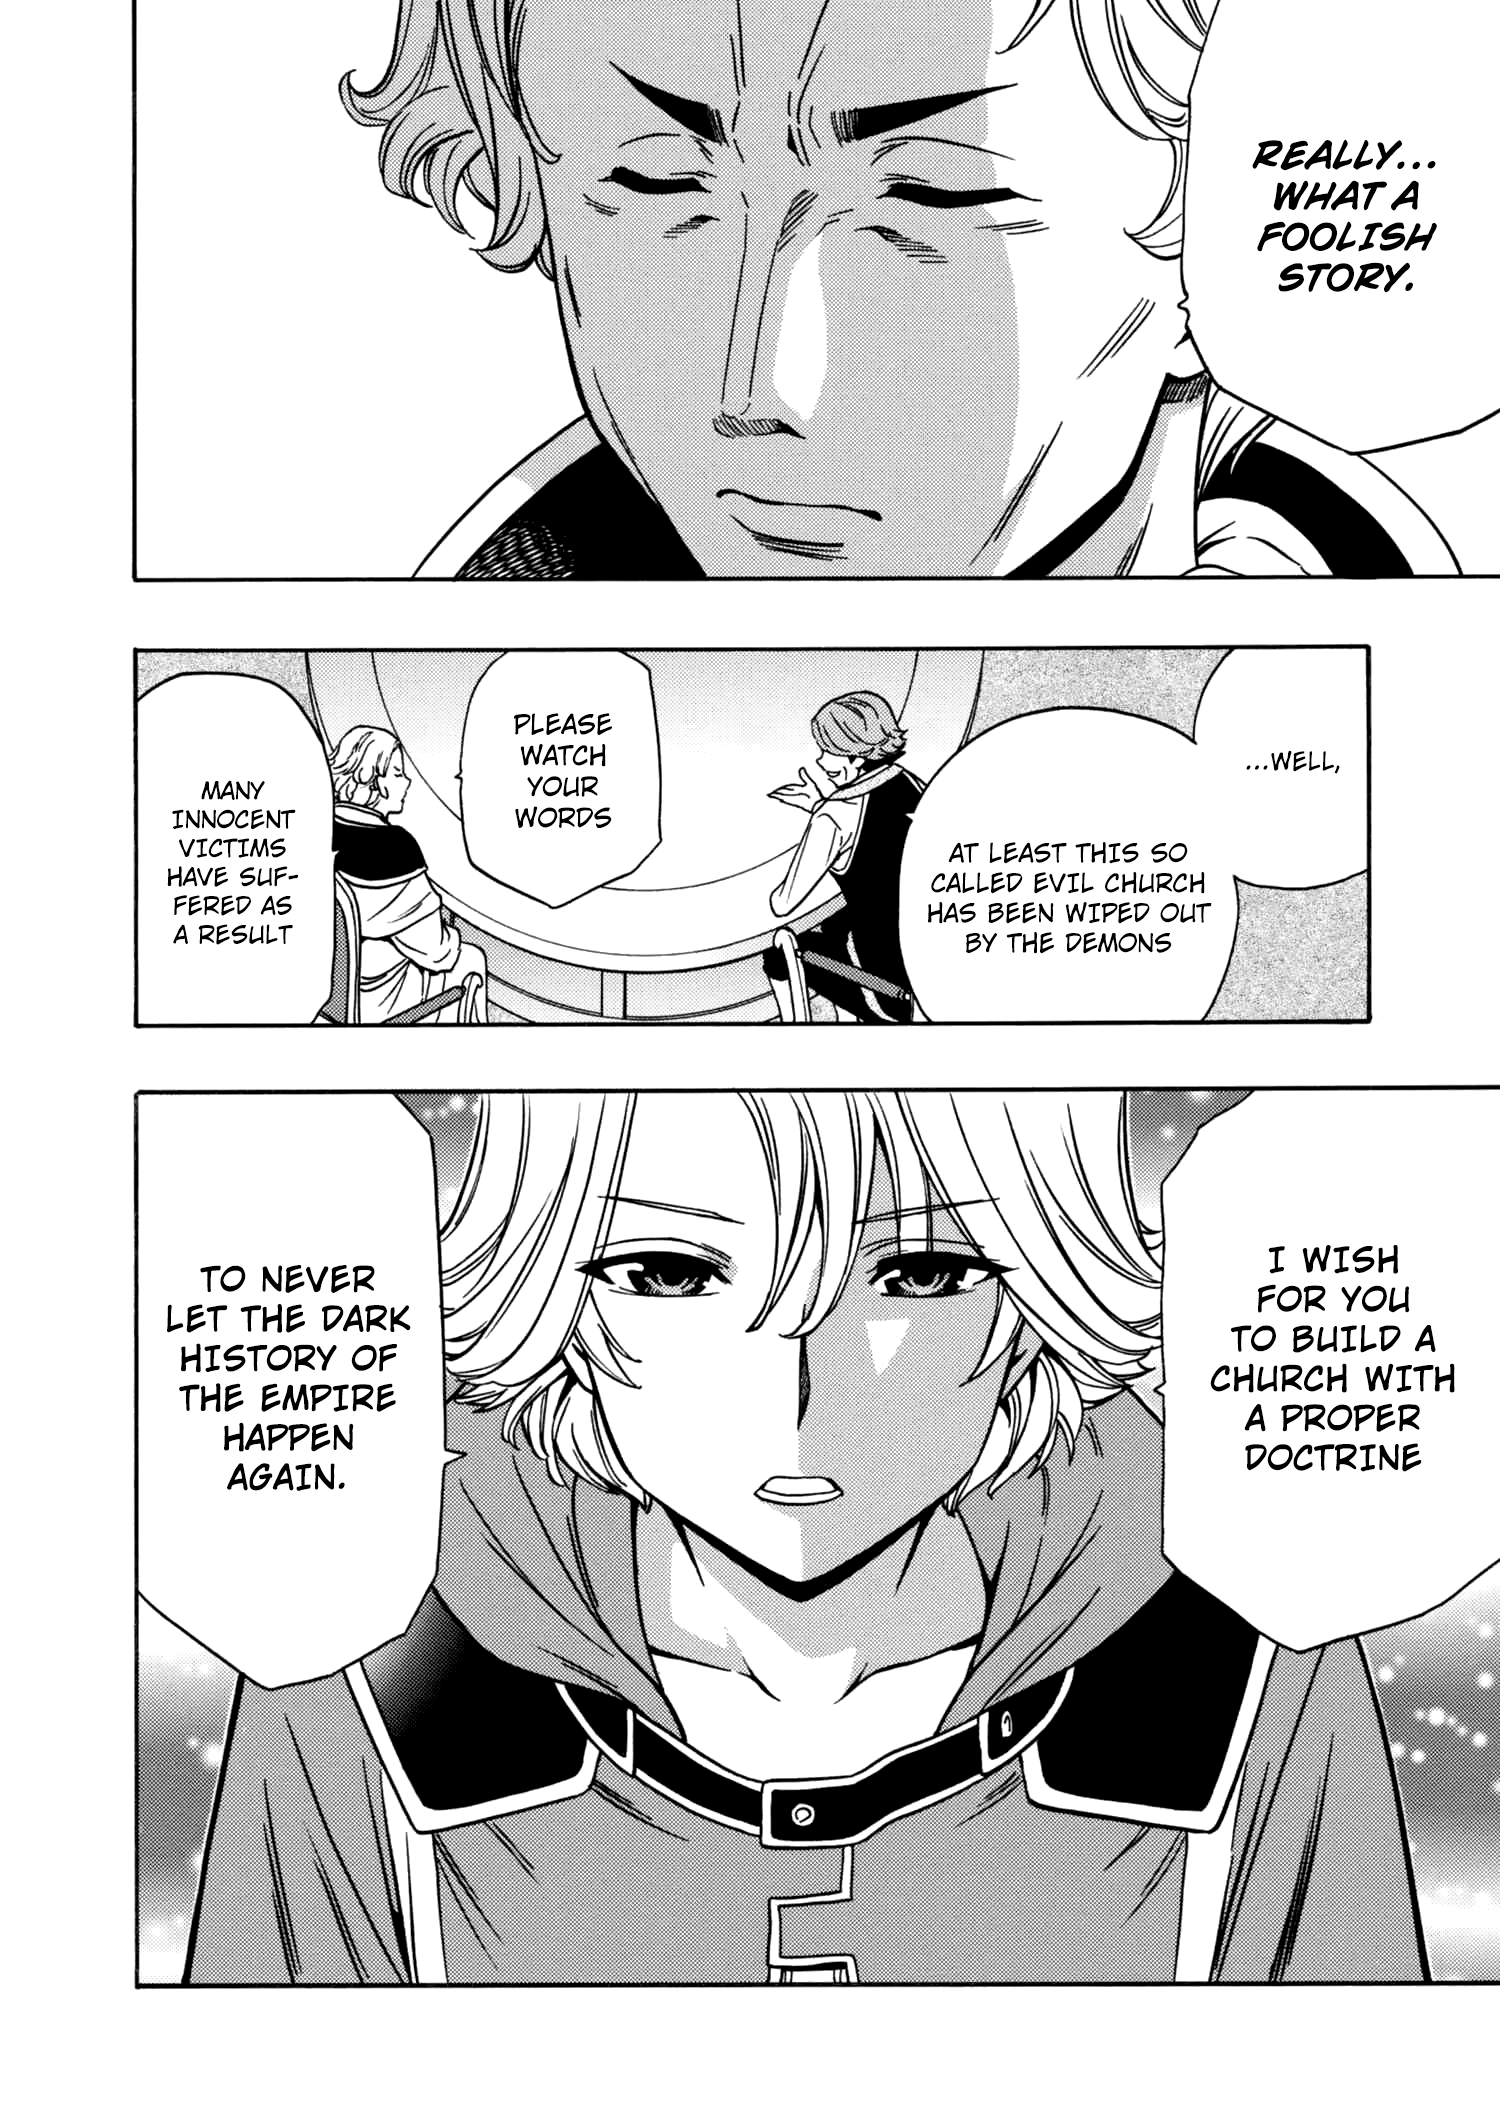 REALLY...
WHAT A
FOOLISH
STORY.
...WELL,
AT LEAST THIS SO
CALLED EVIL CHURCH
HAS BEEN WIPED OUT
BY THE DEMONS
PLEASE
WATCH
YOUR
WORDS
MANY
INNOCENT
VICTIMS
HAVE SUF-
FERED AS
A RESULT
I WISH
FOR YOU
TO BUILD A
CHURCH WITH
A PROPER
DOCTRINE
TO NEVER
LET THE DARK
HISTORY OF
THE EMPIRE
HAPPEN
AGAIN.